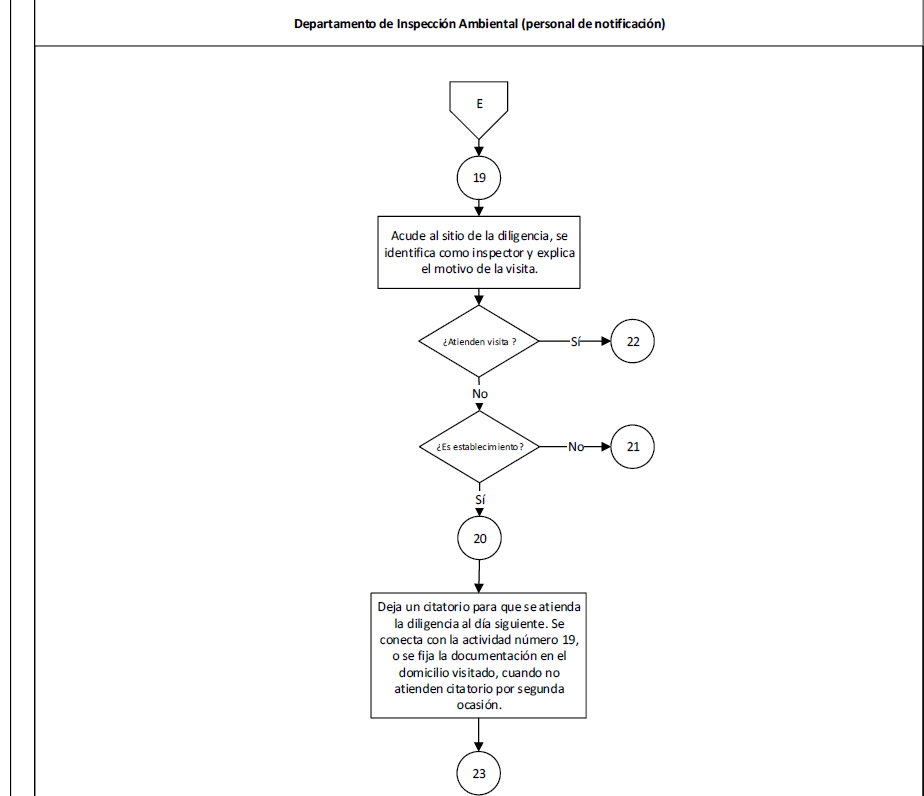 Departamento de Inspección Ambiental (personal de notificación)
E
19
Acude al sitio de la diligencia, se
identifica como inspector y explica
el motivo de la visita.
¿Atienden visita ?
Sí
22
No
¿Es establecimiento?
No
21
Sí
20
Deja un citatorio para que se atienda
la diligencia al día siguiente. Se
conecta con la actividad número 19,
o se fija la documentación en el
domicilio visitado, cuando no
atienden citatorio por segunda
ocasión.
23